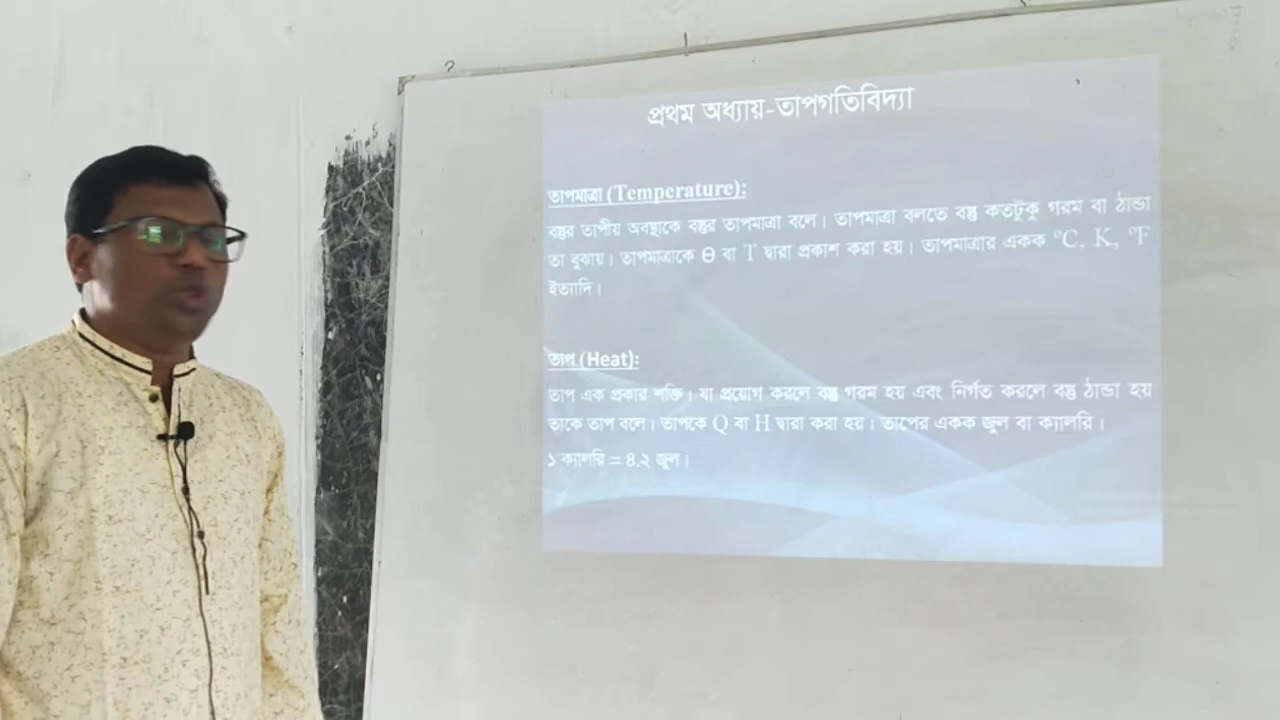 প্রথম অধ্যায়-তাপগতিবিদ্যা
তাপমাত্রা (Temperature):
বস্তুর তাপীয় অবস্থাকে বস্তুর তাপমাত্রা বলে। তাপমাত্রা বলতে বস্তু কতটুকু গরম বা ঠান্ডা
তা বুঝায়। তাপমাত্রাকে Θ বা T দ্বারা প্রকাশ করা হয়। তাপমাত্রার একক °C, K, °F
ইত্যাদি।
তাপ (Heat):
তাপ এক প্রকার শক্তি। যা প্রয়োগ করলে বস্তু গরম হয় এবং নির্গত করলে বস্তু ঠান্ডা হয়
তাকে তাপ বলে। তাপকে Q বা H দ্বারা করা হয়। তাপের একক জুল বা ক্যালরি।
১ ক্যালরি = ৪.২ জুল।